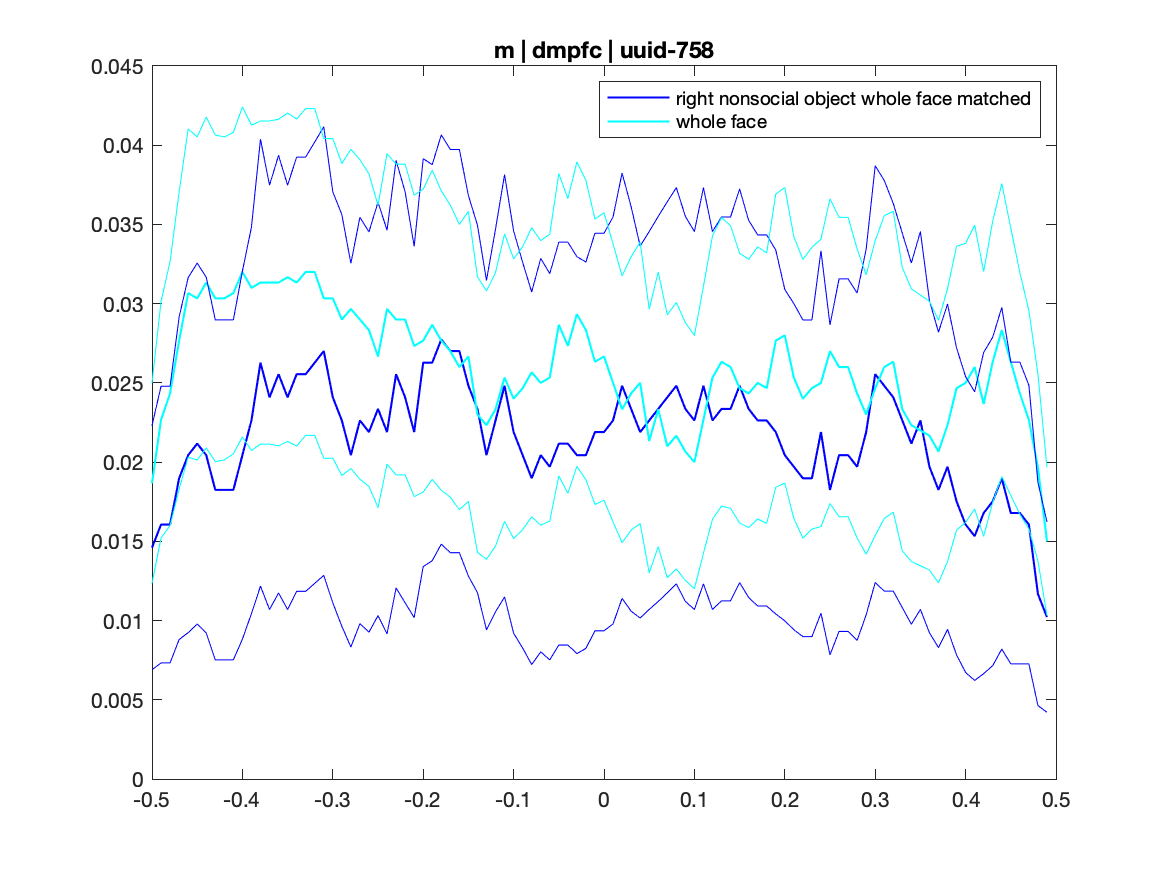 m | dmpfc | uuid-758
right nonsocial object whole face matched
whole face
0.045
0.04
0.035
0.03
0.025
0.02
0.015
0.01
0.005
0
-0.5 -0.4 -0.3 -0.2 -0.1 0 0.1 0.2 0.3 0.4 0.5